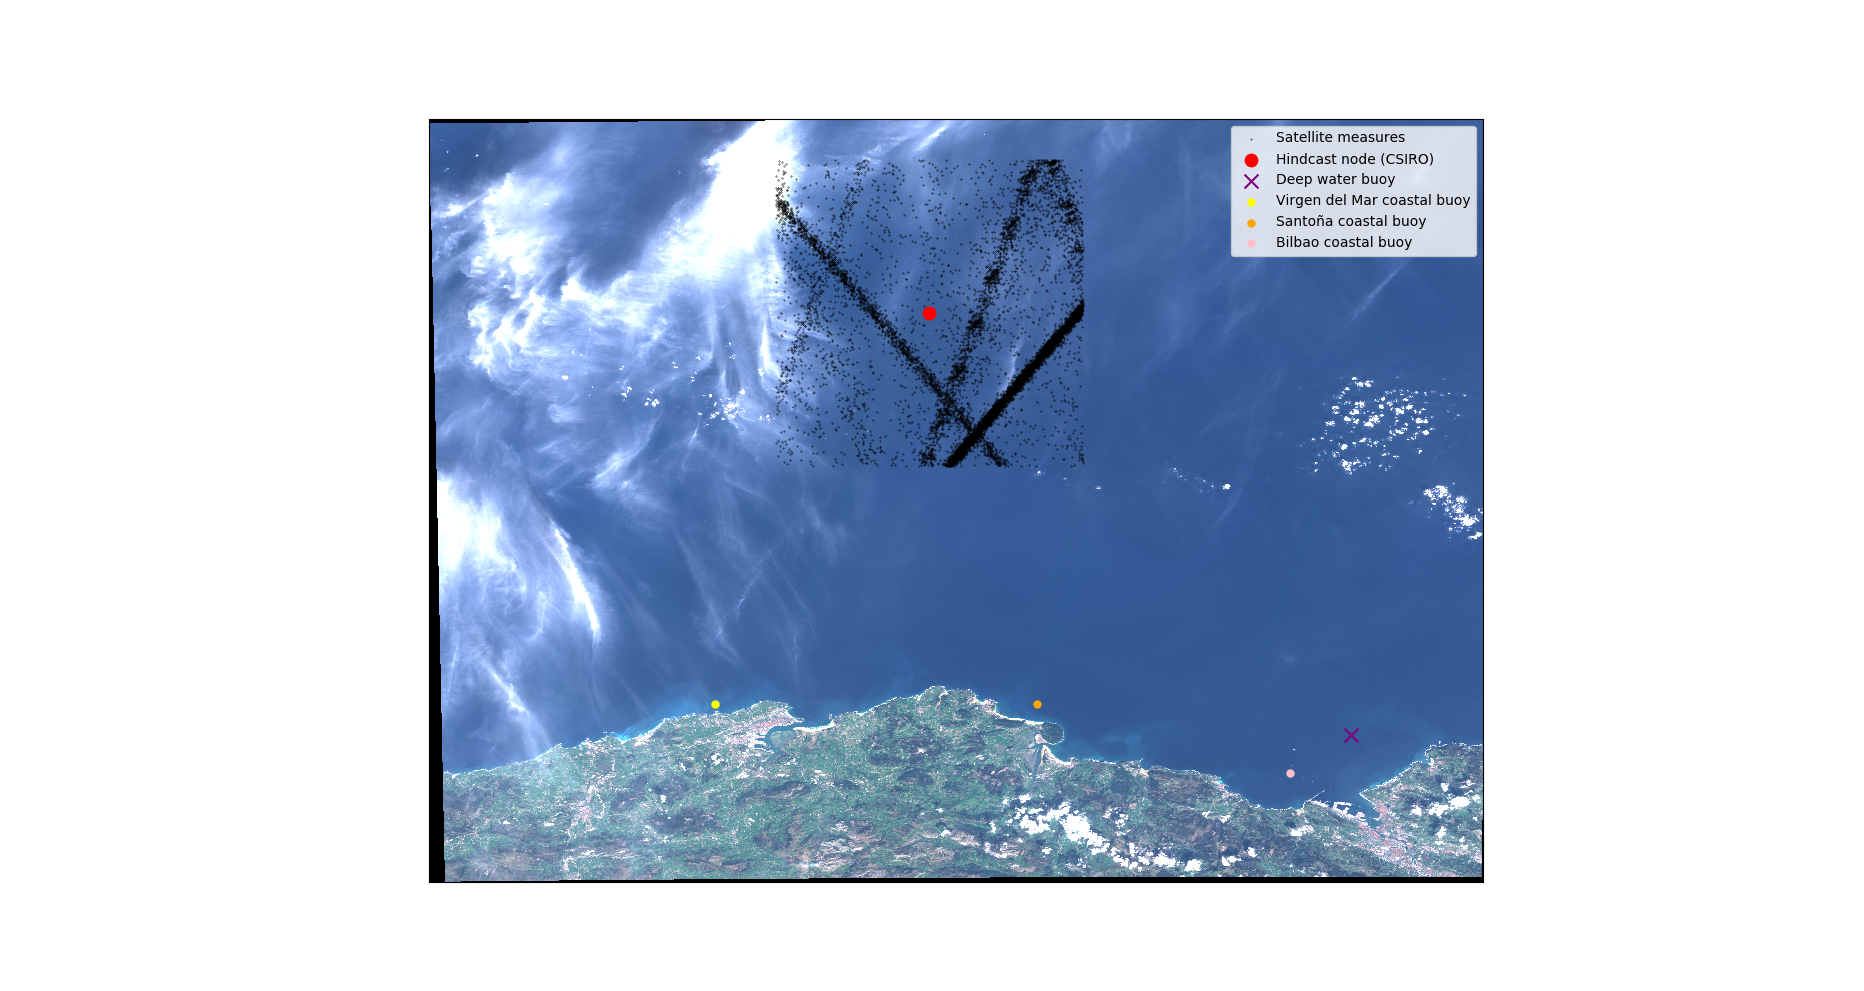 Satellite measures
Hindcast node (CSIRO)
Deep water buoy
Virgen del Mar coastal buoy
Santoña coastal buoy
Bilbao coastal buoy